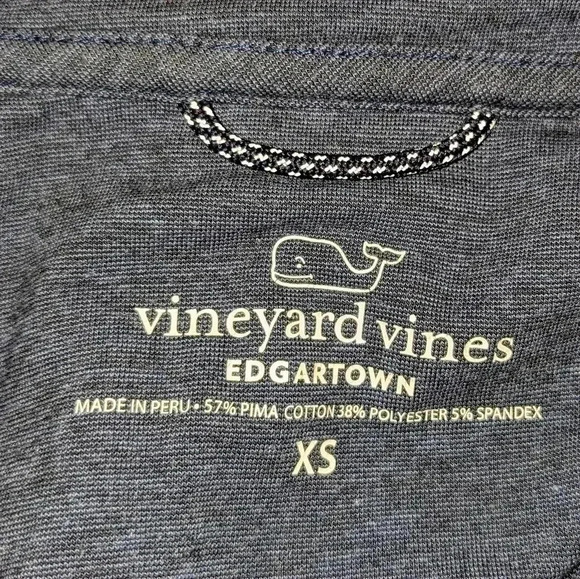 vineyard vines
EDGARTOWN
MADE IN PERU • 57% PIMA COTTON 38% POLYESTER 5% SPANDEX
XS